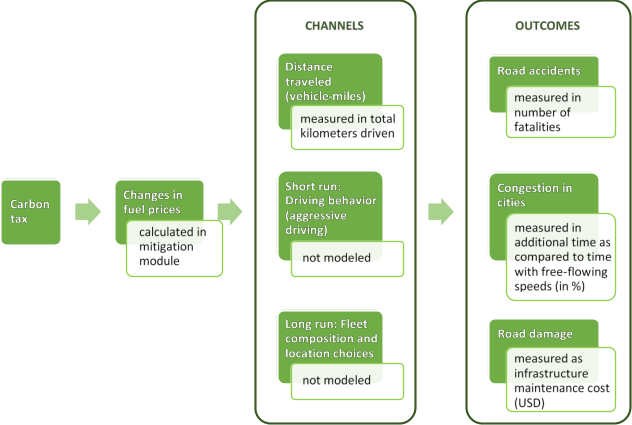 CHANNELS
OUTCOMES
Carbon
tax
Changes in
fuel prices
calculated in
mitigation
module
Distance
traveled
(vehicle-miles)
measured in total
kilometers driven
Short run:
Driving behavior
(aggressive
driving)
not modeled
Long run: Fleet
composition and
location choices
not modeled
Road accidents
measured in
number of
fatalities
Congestion in
cities
measured in
additional time as
compared to time
with free-flowing
speeds (in %)
Road damage
measured as
infrastructure
maintenance cost
(USD)